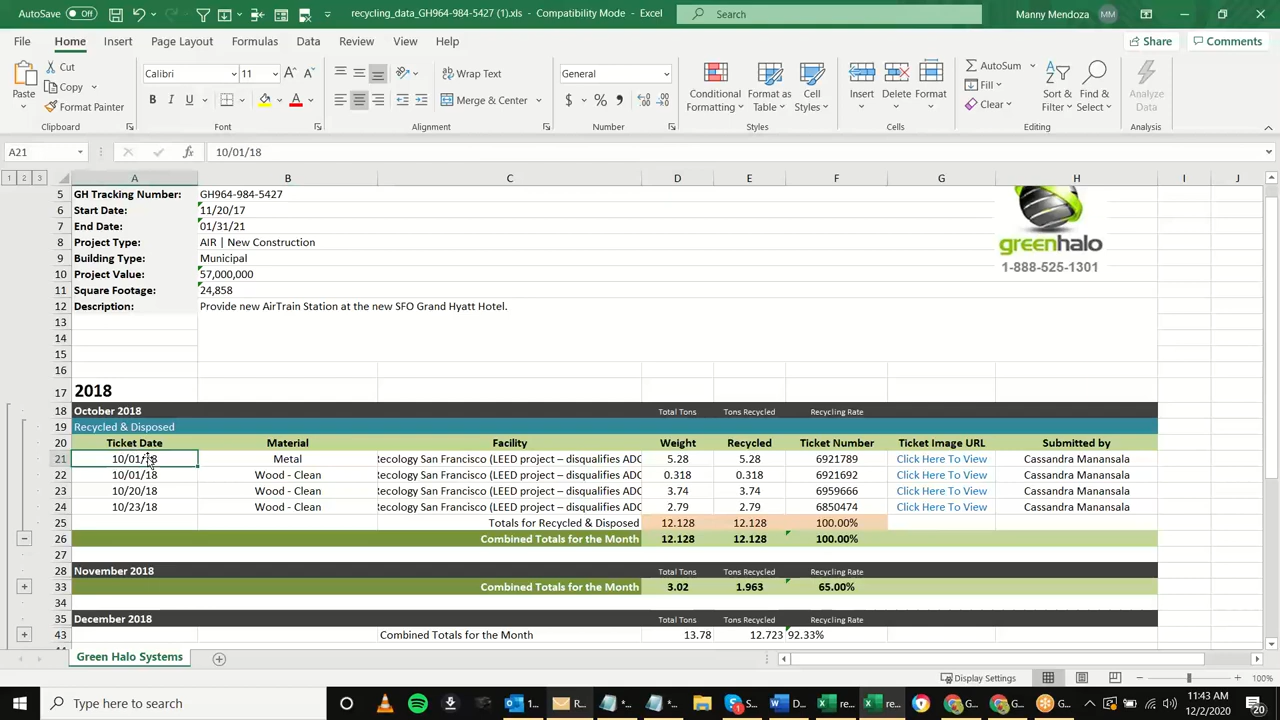 AutoSave Off recycling_data_GH964-984-5427 (1).xls - Compatibility Mode - Excel Search Manny Mendoza MM
File Home Insert Page Layout Formulas Data Review View Help Share Comments
Paste Cut Copy Format Painter Clipboard
Calibri 11 B I U A Font
Wrap Text Merge & Center Alignment
General $ % Number
Conditional Formatting Format as Table Cell Styles Styles
Insert Delete Format Cells
AutoSum Fill Clear Sort & Filter Find & Select Editing
Analyze Data Analysis
A21 fx 10/01/18
1 2 3 A B C D E F G H I J
5 GH Tracking Number: GH964-984-5427
6 Start Date: 11/20/17
7 End Date: 01/31/21
8 Project Type: AIR | New Construction
9 Building Type: Municipal
10 Project Value: 57,000,000
11 Square Footage: 24,858
12 Description: Provide new AirTrain Station at the new SFO Grand Hyatt Hotel.
greenhalo
1-888-525-1301
13
14
15
16
17 2018
18 October 2018 Total Tons Tons Recycled Recycling Rate
19 Recycled & Disposed
20 Ticket Date Material Facility Weight Recycled Ticket Number Ticket Image URL Submitted by
21 10/01/18 Metal Recology San Francisco (LEED project – disqualifies ADC 5.28 5.28 6921789 Click Here To View Cassandra Manansala
22 10/01/18 Wood - Clean Recology San Francisco (LEED project – disqualifies ADC 0.318 0.318 6921692 Click Here To View Cassandra Manansala
23 10/20/18 Wood - Clean Recology San Francisco (LEED project – disqualifies ADC 3.74 3.74 6959666 Click Here To View Cassandra Manansala
24 10/23/18 Wood - Clean Recology San Francisco (LEED project – disqualifies ADC 2.79 2.79 6850474 Click Here To View Cassandra Manansala
25 Totals for Recycled & Disposed 12.128 12.128 100.00%
26 Combined Totals for the Month 12.128 12.128 100.00%
27
28 November 2018 Total Tons Tons Recycled Recycling Rate
33 Combined Totals for the Month 3.02 1.963 65.00%
34
35 December 2018 Total Tons Tons Recycled Recycling Rate
43 Combined Totals for the Month 13.78 12.723 92.33%
Green Halo Systems
Display Settings 100%
Type here to search 1... R... *... *... S... D... re... re... G... G... G... 11:43 AM
12/2/2020 20